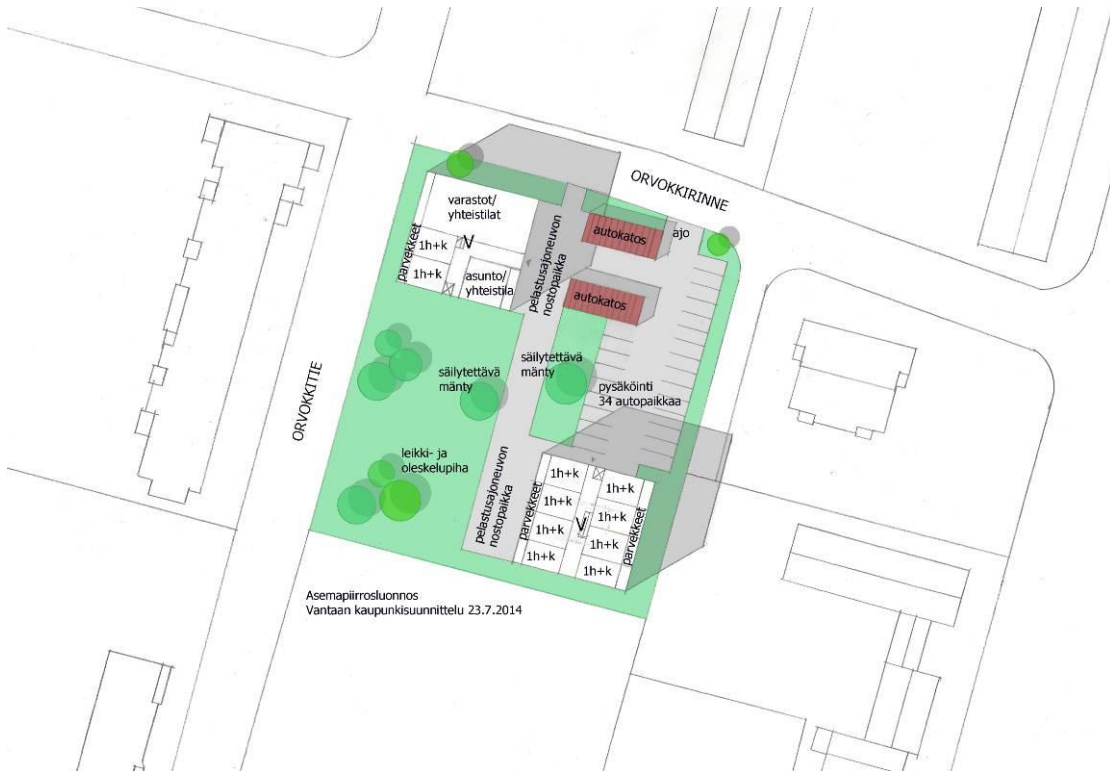 ORVOKKIRINNE
varastot/
yhteistilat
parvekkeet
1h+k
1h+k
V
asunto/
yhteistila
pelastusajoneuvon
nostopaikka
autokatos
ajo
autokatos
säilytettävä
mänty
säilytettävä
mänty
pysäköinti
34 autopaikkaa
ORVOKKITIE
leikki- ja
oleskelupiha
pelastusajoneuvon
nostopaikka
parvekkeet
1h+k
1h+k
1h+k
1h+k
V
1h+k
1h+k
1h+k
1h+k
parvekkeet
Asemapiirrosluonnos
Vantaan kaupunkisuunnittelu 23.7.2014